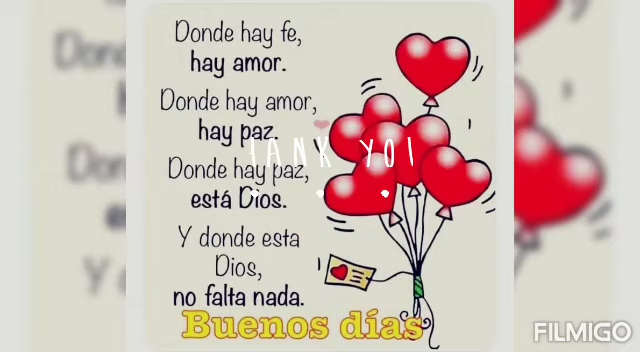 Donde hay fe,
hay amor.
Donde hay amor,
hay paz.
Donde hay paz,
está Dios.
Y donde esta
Dios,
no falta nada.
Buenos días
FILMIGO